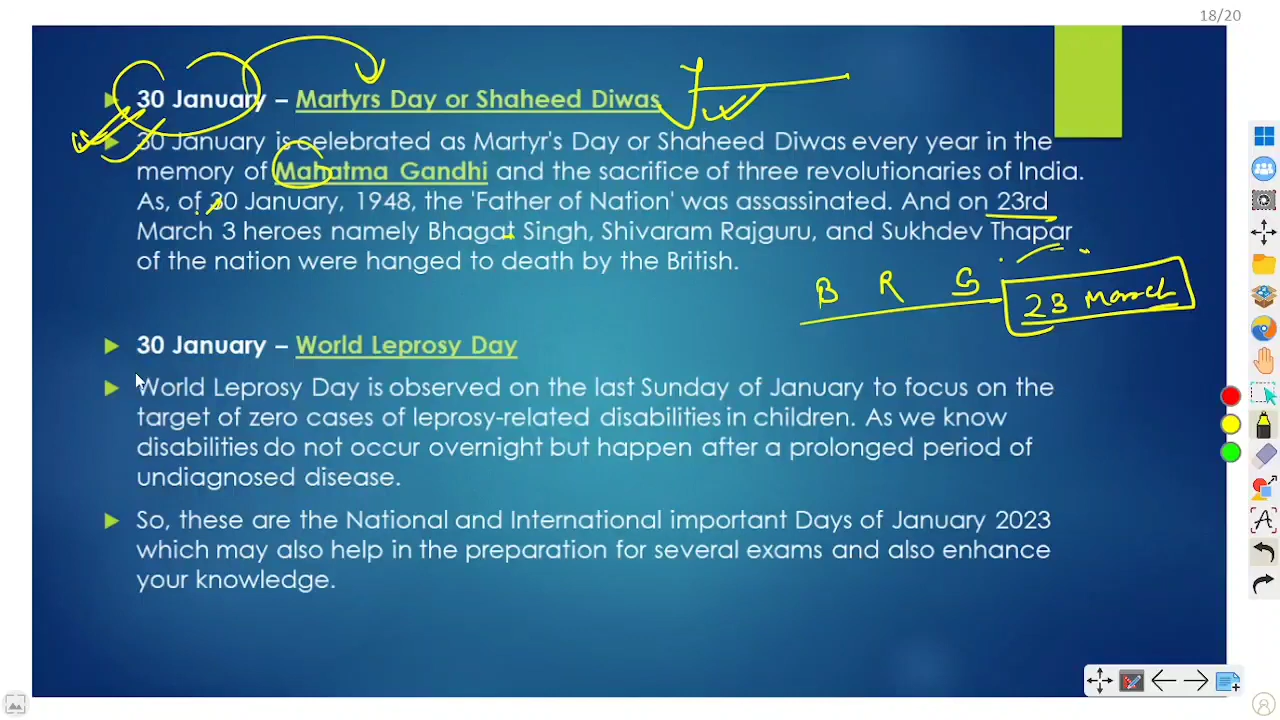 18/20
30 January – Martyrs Day or Shaheed Diwas
30 January is celebrated as Martyr's Day or Shaheed Diwas every year in the
memory of Mahatma Gandhi and the sacrifice of three revolutionaries of India.
As, of 30 January, 1948, the 'Father of Nation' was assassinated. And on 23rd
March 3 heroes namely Bhagat Singh, Shivaram Rajguru, and Sukhdev Thapar
of the nation were hanged to death by the British.
B R S 23 March
30 January – World Leprosy Day
World Leprosy Day is observed on the last Sunday of January to focus on the
target of zero cases of leprosy-related disabilities in children. As we know
disabilities do not occur overnight but happen after a prolonged period of
undiagnosed disease.
So, these are the National and International important Days of January 2023
which may also help in the preparation for several exams and also enhance
your knowledge.